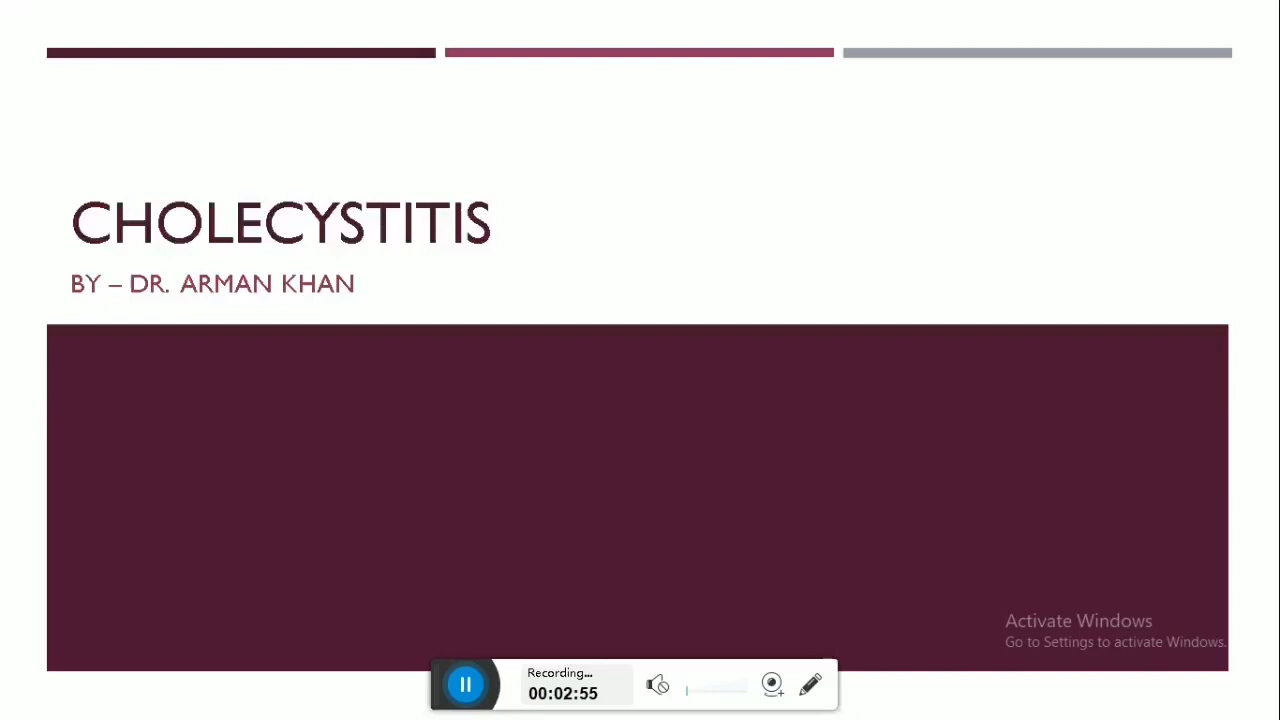 CHOLECYSTITIS
BY – DR. ARMAN KHAN
Activate Windows
Go to Settings to activate Windows.
Recording...
00:02:55